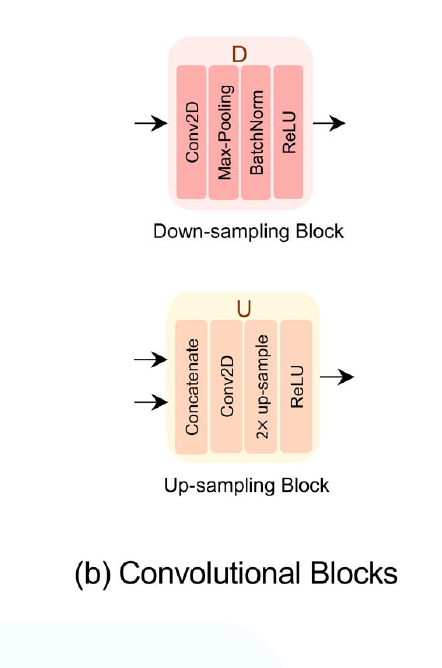 D
Conv2D
Max-Pooling
BatchNorm
ReLU
Down-sampling Block
U
Concatenate
Conv2D
2× up-sample
ReLU
Up-sampling Block
(b) Convolutional Blocks